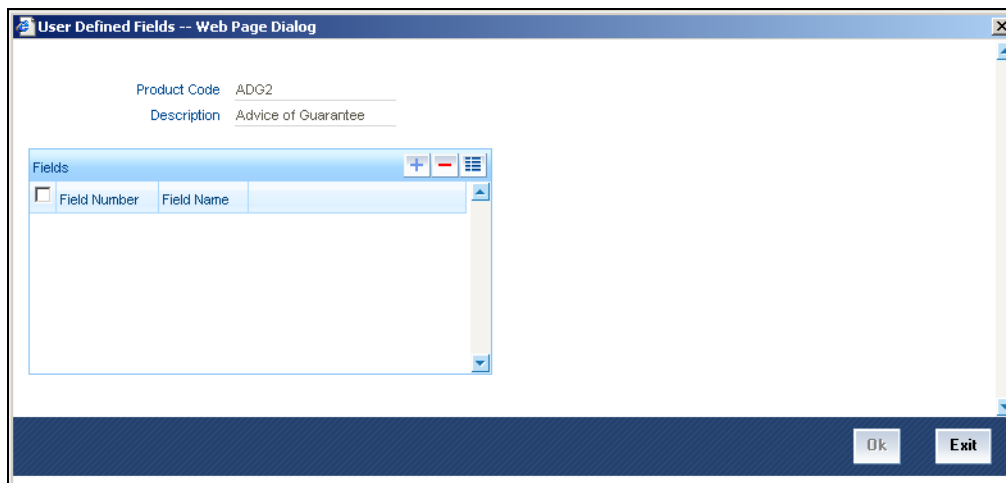 User Defined Fields -- Web Page Dialog
Product Code ADG2
Description Advice of Guarantee
Fields
Field Number Field Name
Ok Exit